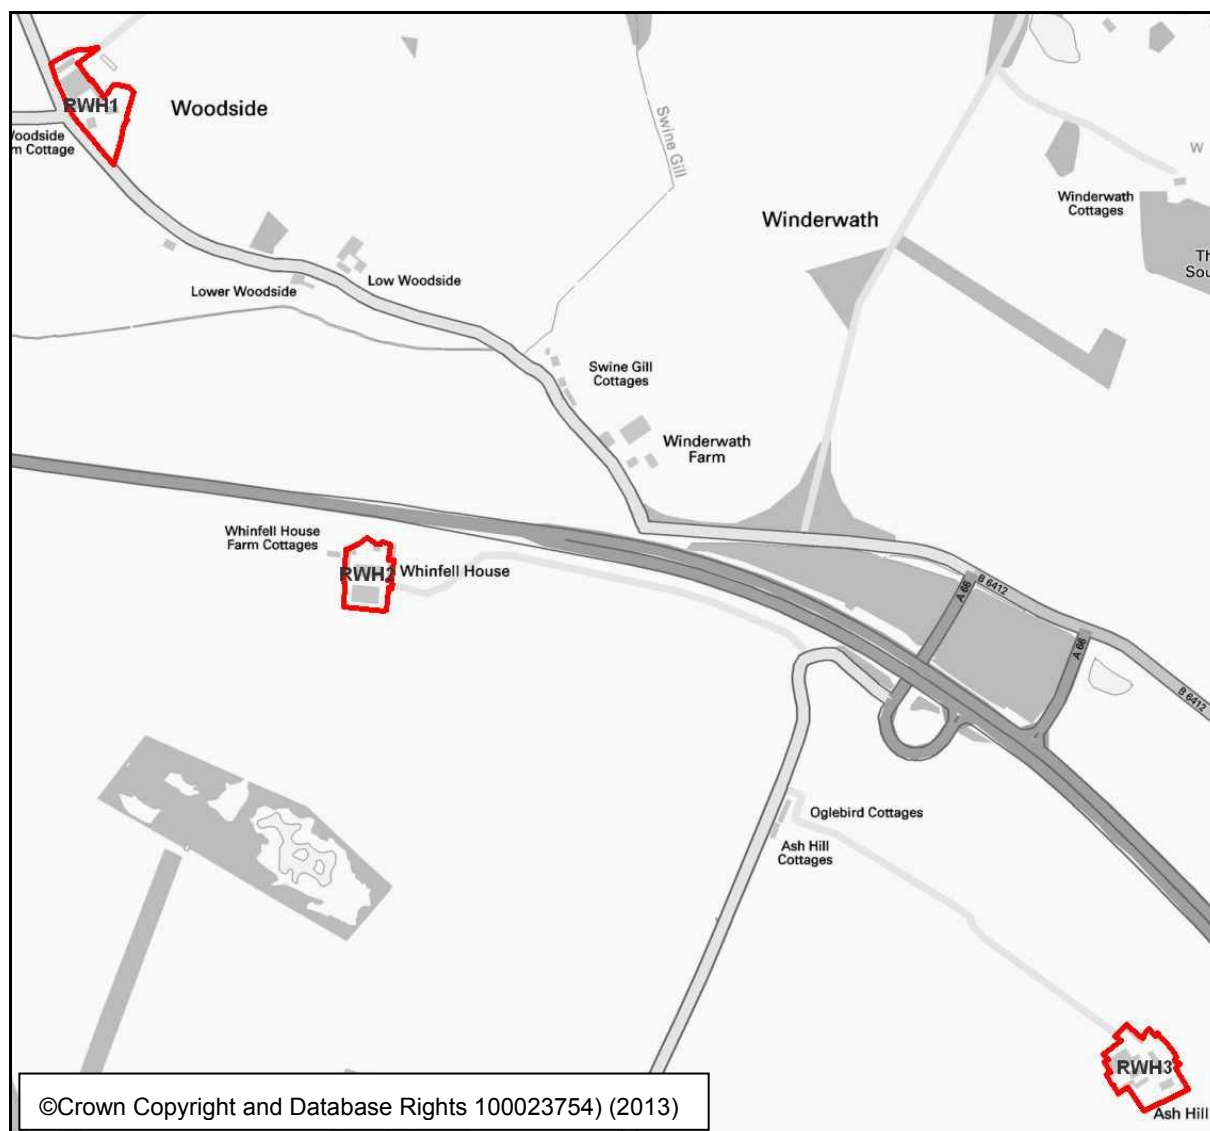 RWH1
Woodside
Woodside
m Cottage
Swine Gill
W
Winderwath
Cottages
Winderwath
Th
Sou
Low Woodside
Lower Woodside
Swine Gill
Cottages
Winderwath
Farm
Whinfell House
Farm Cottages
RWH2
Whinfell House
A 66
B 6412
A 66
B 6412
Oglebird Cottages
Ash Hill
Cottages
RWH3
Ash Hill
©Crown Copyright and Database Rights 100023754) (2013)